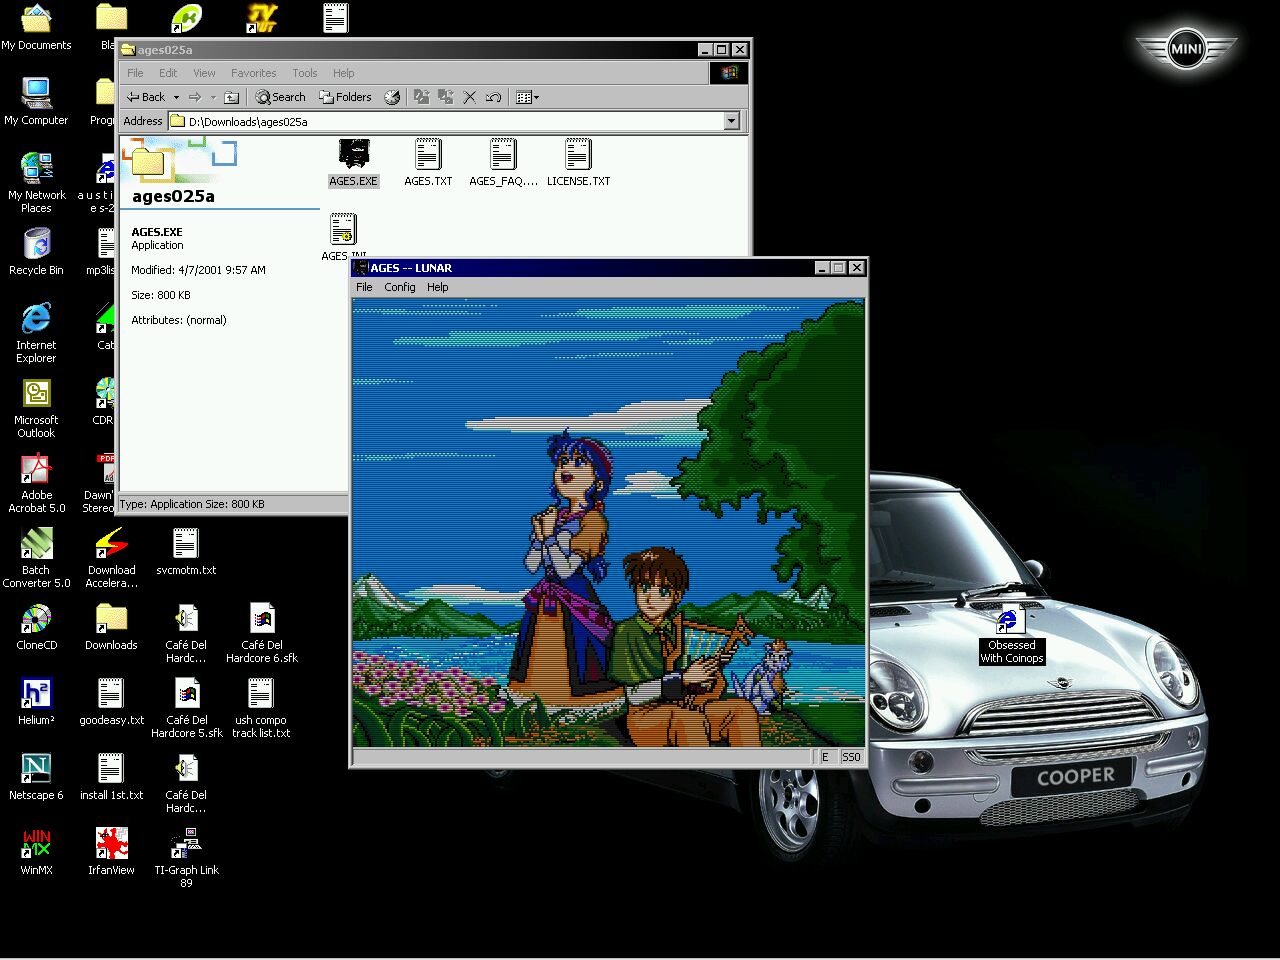 My Documents
Bla
My Computer
Prog
My Network
Places
a u s t i
e s-2
Recycle Bin
mp3lis
Internet
Explorer
Cat
Microsoft
Outlook
CDR
Adobe
Acrobat 5.0
PDF
Dawn'
Stereo
Batch
Converter 5.0
Download
Accelera...
svcmotm.txt
CloneCD
Downloads
Café Del
Hardc...
Café Del
Hardcore 6.sfk
h²
Helium²
goodeasy.txt
Café Del
Hardcore 5.sfk
ush compo
track list.txt
N
Netscape 6
install 1st.txt
Café Del
Hardc...
WIN
MX
WinMX
IrfanView
TI-Graph Link
89
ages025a
File Edit View Favorites Tools Help
Back Search Folders
Address D:\Downloads\ages025a
ages025a
AGES.EXE
Application
Modified: 4/7/2001 9:57 AM
Size: 800 KB
Attributes: (normal)
AGES.EXE AGES.TXT AGES_FAQ.... LICENSE.TXT
Type: Application Size: 800 KB
AGES -- LUNAR
File Config Help
E SS0
MINI
Obsessed
With Coinops
COOPER